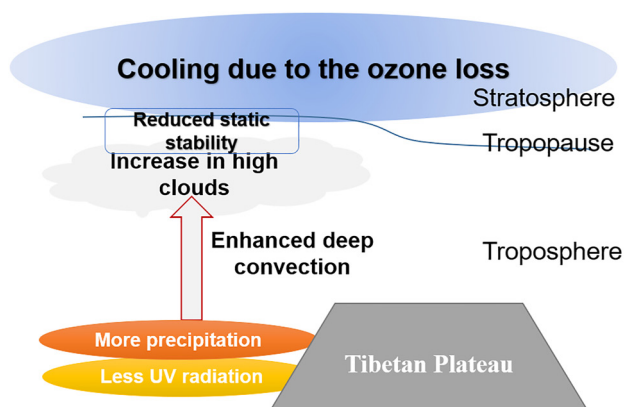 Cooling due to the ozone loss
Stratosphere
Reduced static
stability
Tropopause
Increase in high
clouds
Enhanced deep
convection
Troposphere
More precipitation
Tibetan Plateau
Less UV radiation